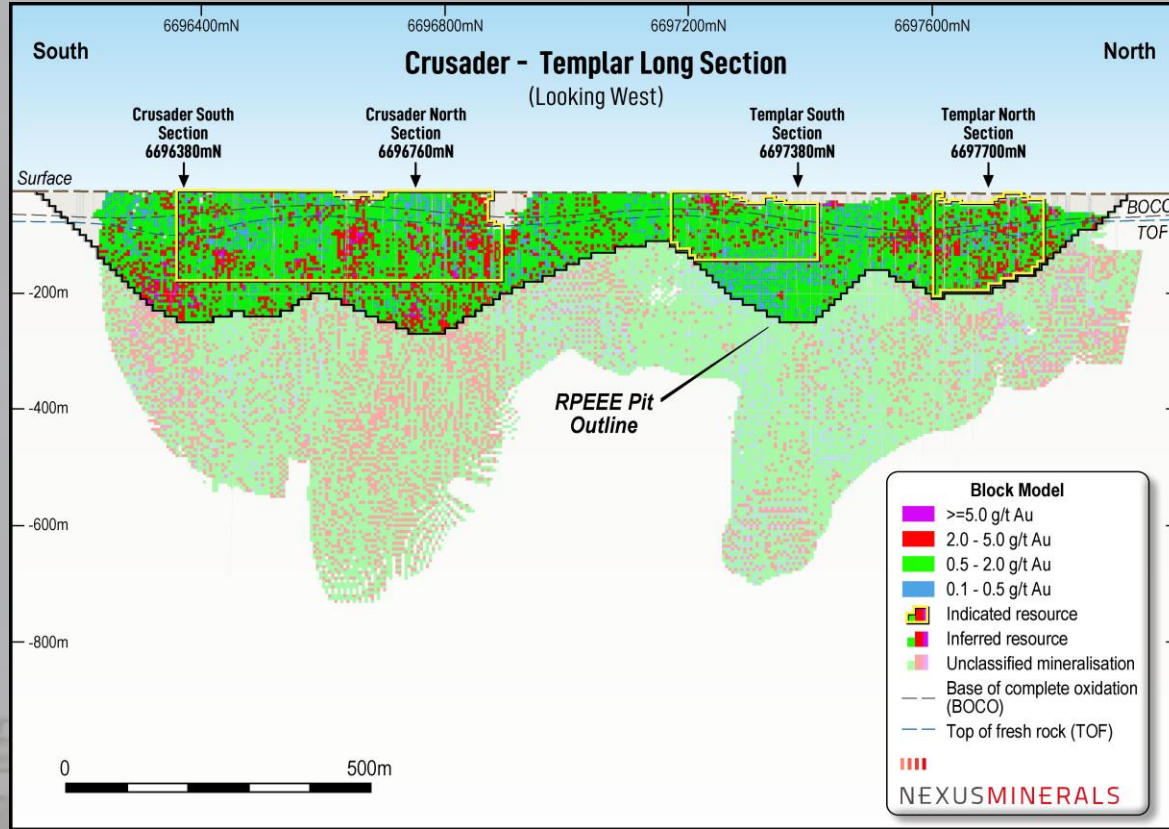 6696400mN
6696800mN
6697200mN
6697600mN
South
North
Crusader - Templar Long Section
(Looking West)
Crusader South
Section
6696380mN
Crusader North
Section
6696760mN
Templar South
Section
6697380mN
Templar North
Section
6697700mN
Surface
BOCO
TOF
-200m
-400m
-600m
-800m
RPEEE Pit
Outline
Block Model
>=5.0 g/t Au
2.0 - 5.0 g/t Au
0.5 - 2.0 g/t Au
0.1 - 0.5 g/t Au
Indicated resource
Inferred resource
Unclassified mineralisation
Base of complete oxidation
(BOCO)
Top of fresh rock (TOF)
NEXUSMINERALS
0
500m